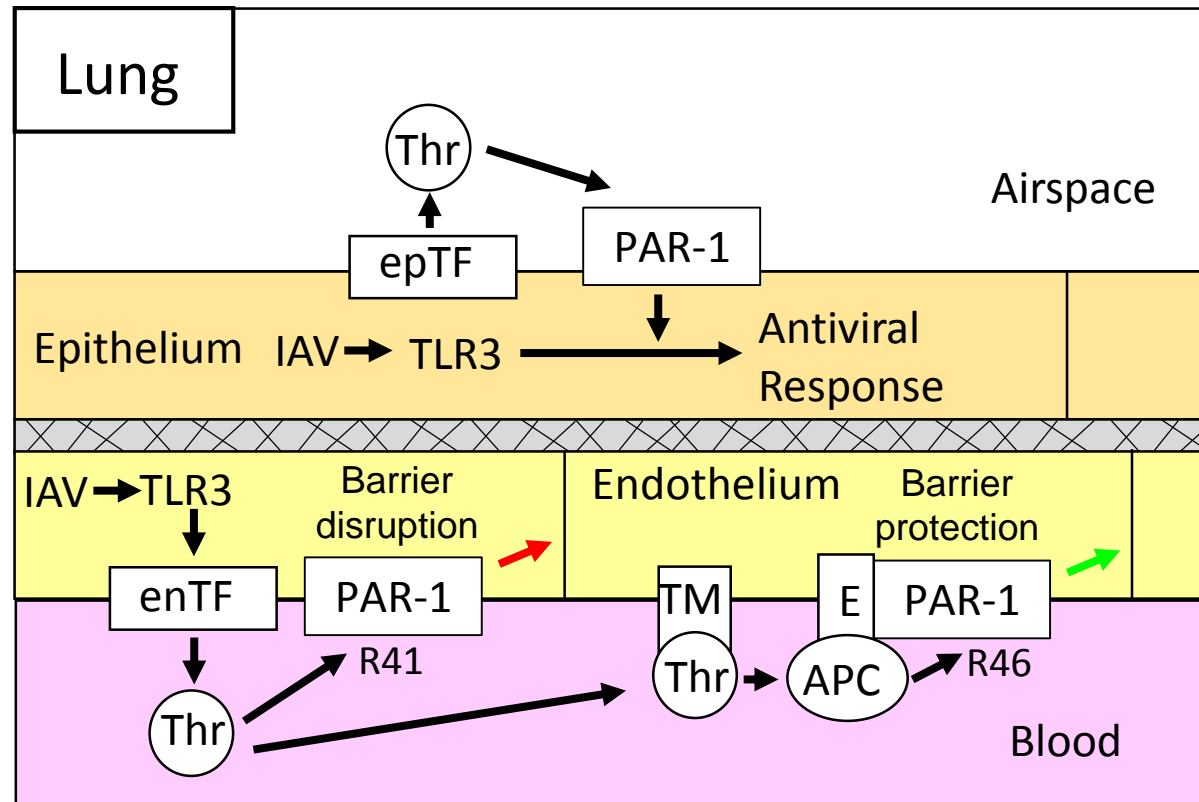 Lung
Thr
Airspace
epTF
PAR-1
Epithelium IAV TLR3
Antiviral
Response
IAV TLR3
Barrier
disruption
Endothelium
Barrier
protection
enTF
PAR-1
R41
TM
E
PAR-1
R46
Thr
Thr
APC
Blood